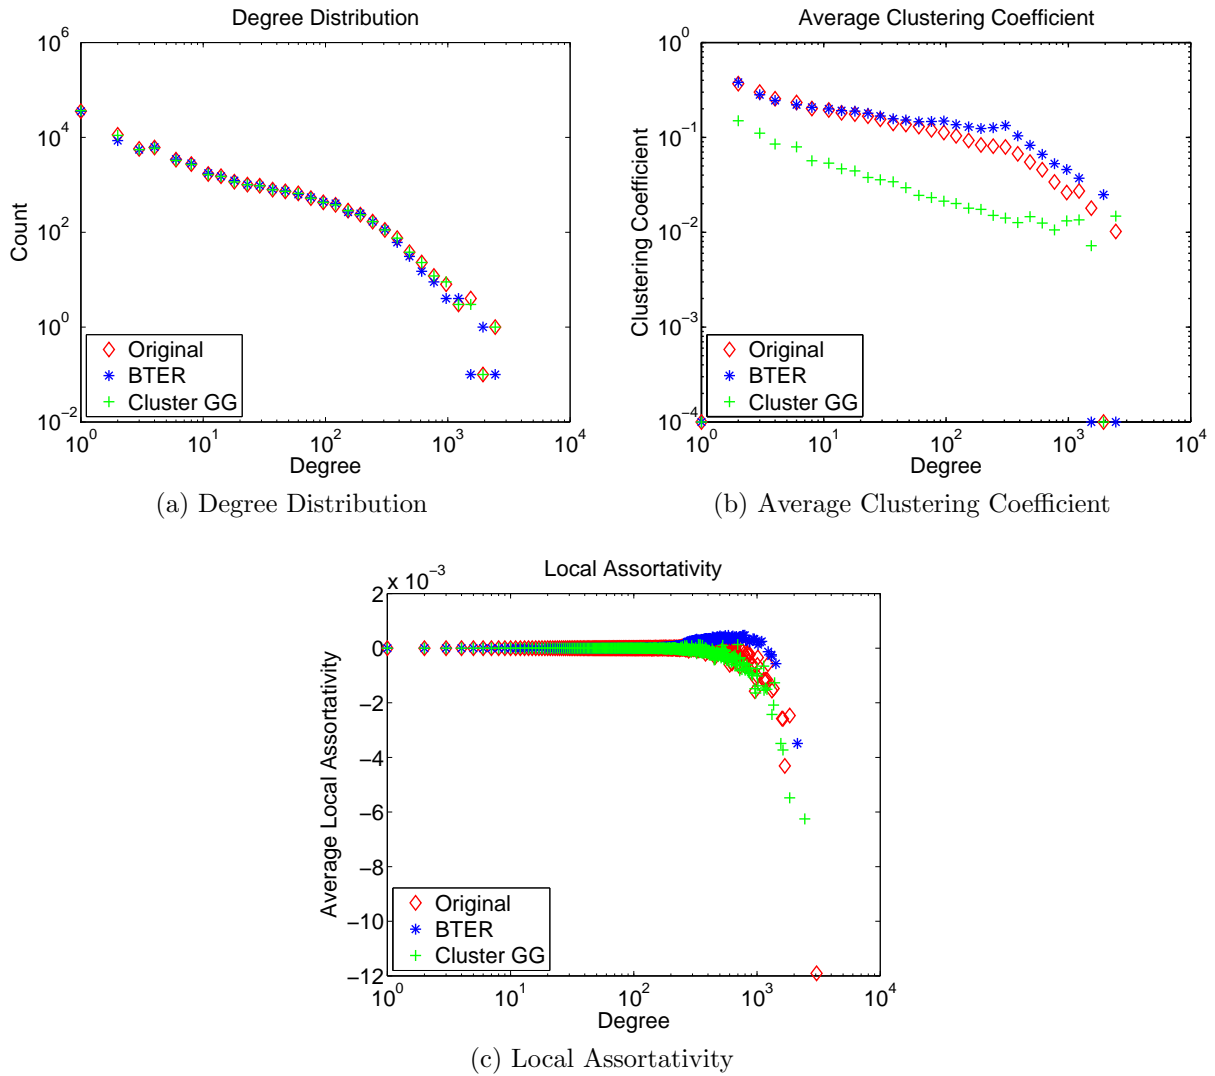 Degree Distribution
10^6
10^4
10^2
10^0
10^-2
Count
Original
BTER
Cluster GG
10^0 10^1 10^2 10^3 10^4
Degree
(a) Degree Distribution
Average Clustering Coefficient
10^0
10^-1
10^-2
10^-3
10^-4
Clustering Coefficient
Original
BTER
Cluster GG
10^0 10^1 10^2 10^3 10^4
Degree
(b) Average Clustering Coefficient
Local Assortativity
x 10^-3
2
0
−2
−4
−6
−8
−10
−12
Average Local Assortativity
Original
BTER
Cluster GG
10^0 10^1 10^2 10^3 10^4
Degree
(c) Local Assortativity